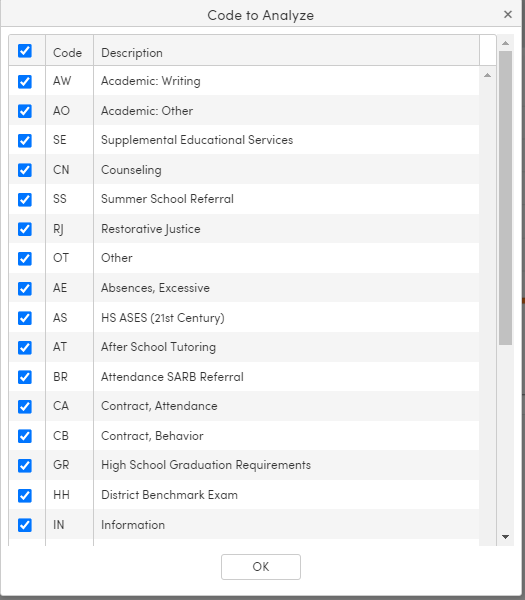 Code to Analyze ×
Code Description
AW Academic: Writing
AO Academic: Other
SE Supplemental Educational Services
CN Counseling
SS Summer School Referral
RJ Restorative Justice
OT Other
AE Absences, Excessive
AS HS ASES (21st Century)
AT After School Tutoring
BR Attendance SARB Referral
CA Contract, Attendance
CB Contract, Behavior
GR High School Graduation Requirements
HH District Benchmark Exam
IN Information
OK